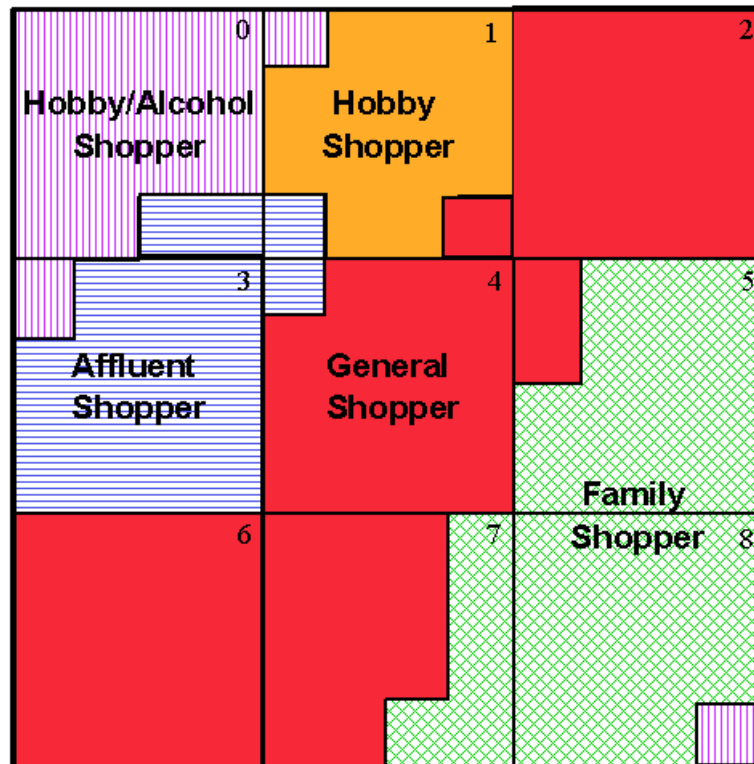 0
1
2
Hobby/Alcohol
Shopper
Hobby
Shopper
3
4
5
Affluent
Shopper
General
Shopper
Family
Shopper
6
7
8